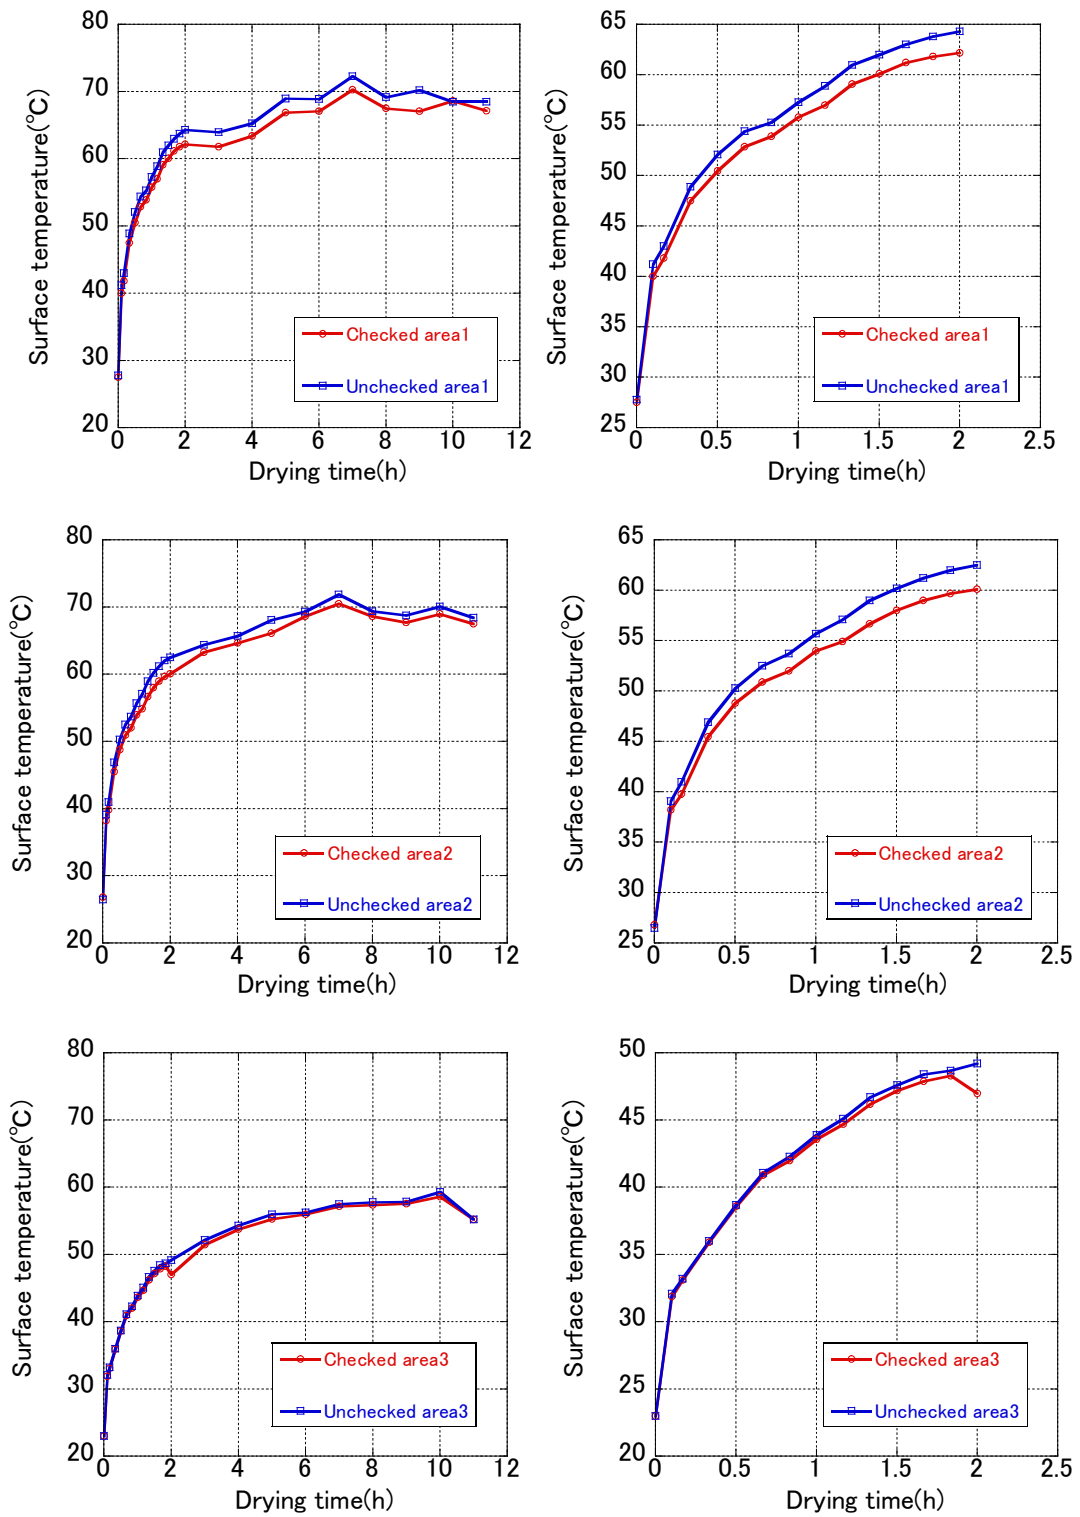 80
70
60
50
40
30
20
Surface temperature(℃)
0 2 4 6 8 10 12
Drying time(h)
Checked area1
Unchecked area1
65
60
55
50
45
40
35
30
25
Surface temperature(℃)
0 0.5 1 1.5 2 2.5
Drying time(h)
Checked area1
Unchecked area1
80
70
60
50
40
30
20
Surface temperature(℃)
0 2 4 6 8 10 12
Drying time(h)
Checked area2
Unchecked area2
65
60
55
50
45
40
35
30
25
Surface temperature(℃)
0 0.5 1 1.5 2 2.5
Drying time(h)
Checked area2
Unchecked area2
80
70
60
50
40
30
20
Surface temperature(℃)
0 2 4 6 8 10 12
Drying time(h)
Checked area3
Unchecked area3
50
45
40
35
30
25
20
Surface temperature(℃)
0 0.5 1 1.5 2 2.5
Drying time(h)
Checked area3
Unchecked area3